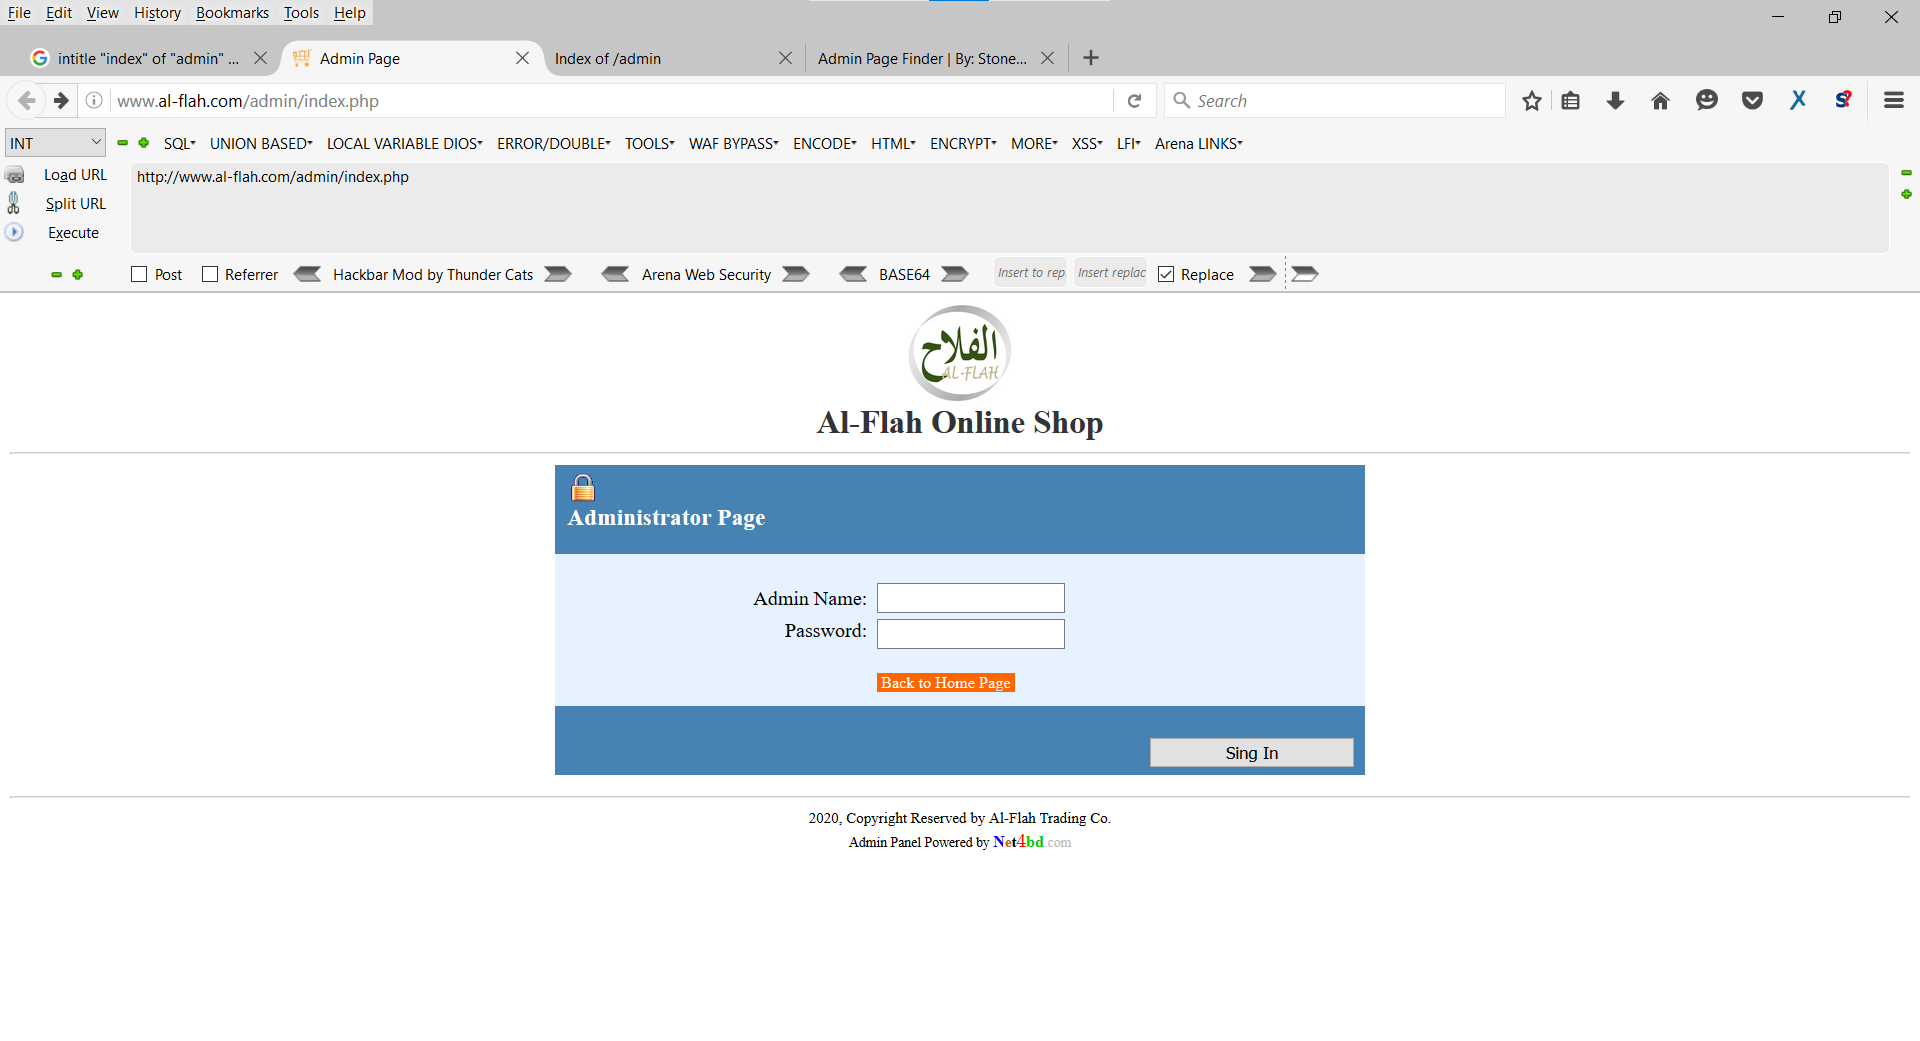 File Edit View History Bookmarks Tools Help
intitle "index" of "admin" ...
Admin Page
Index of /admin
Admin Page Finder | By: Stone...
www.al-flah.com/admin/index.php
Search
INT
SQL UNION BASED LOCAL VARIABLE DIOS ERROR/DOUBLE TOOLS WAF BYPASS ENCODE HTML ENCRYPT MORE XSS LFI Arena LINKS
Load URL
http://www.al-flah.com/admin/index.php
Split URL
Execute
Post Referrer Hackbar Mod by Thunder Cats Arena Web Security BASE64 Insert to rep Insert replac Replace
الفلاح
AL-FLAH
Al-Flah Online Shop
Administrator Page
Admin Name:
Password:
Back to Home Page
Sing In
2020, Copyright Reserved by Al-Flah Trading Co.
Admin Panel Powered by Net4bd.com